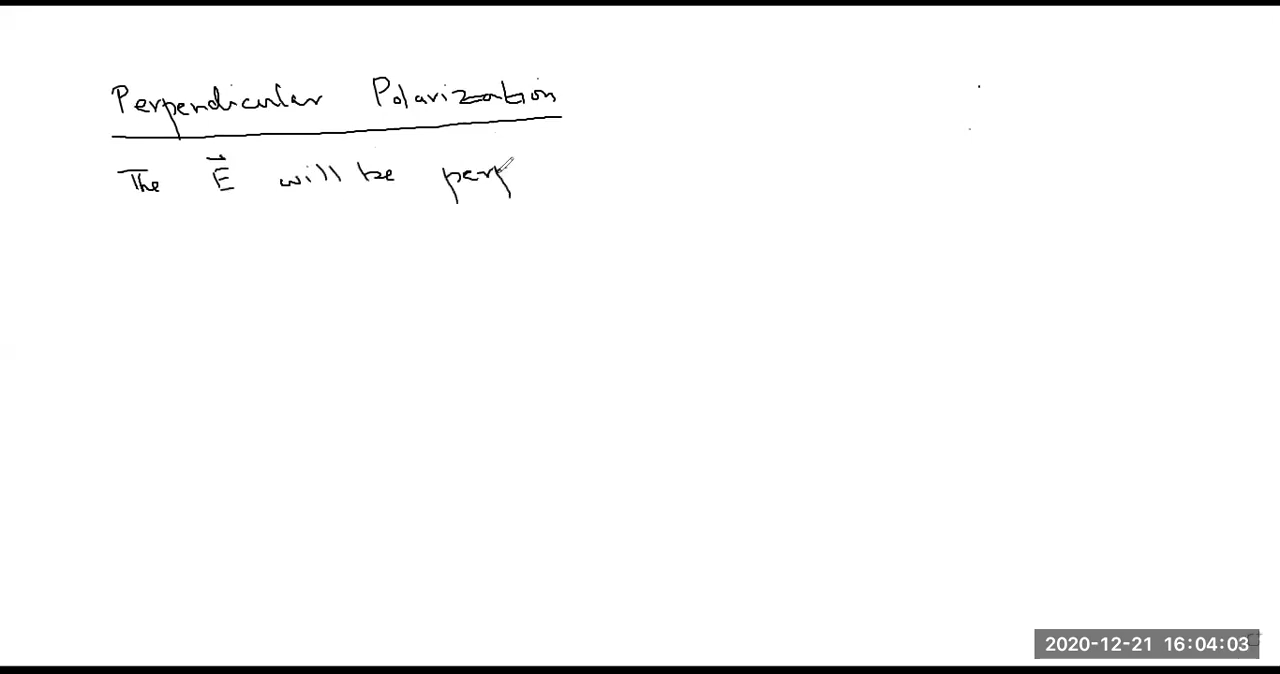 Perpendicular Polarization
The E⃗ will be perp
2020-12-21 16:04:03